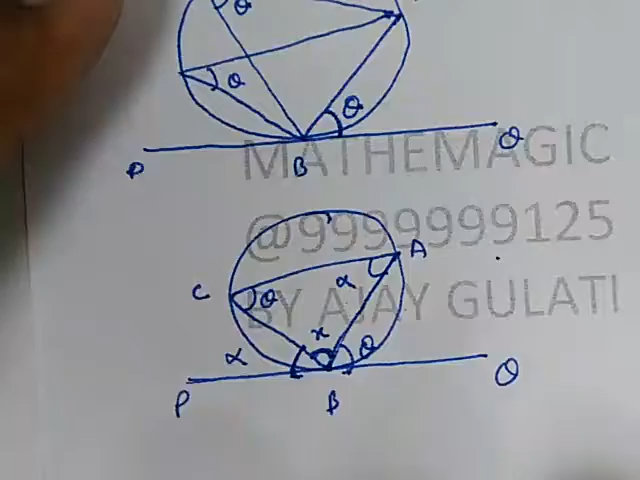 θ
θ
θ
P
B
Q
MATHEMAGIC
@9999999125
BY AJAY GULATI
A
C
θ
α
x
α
θ
P
B
Q